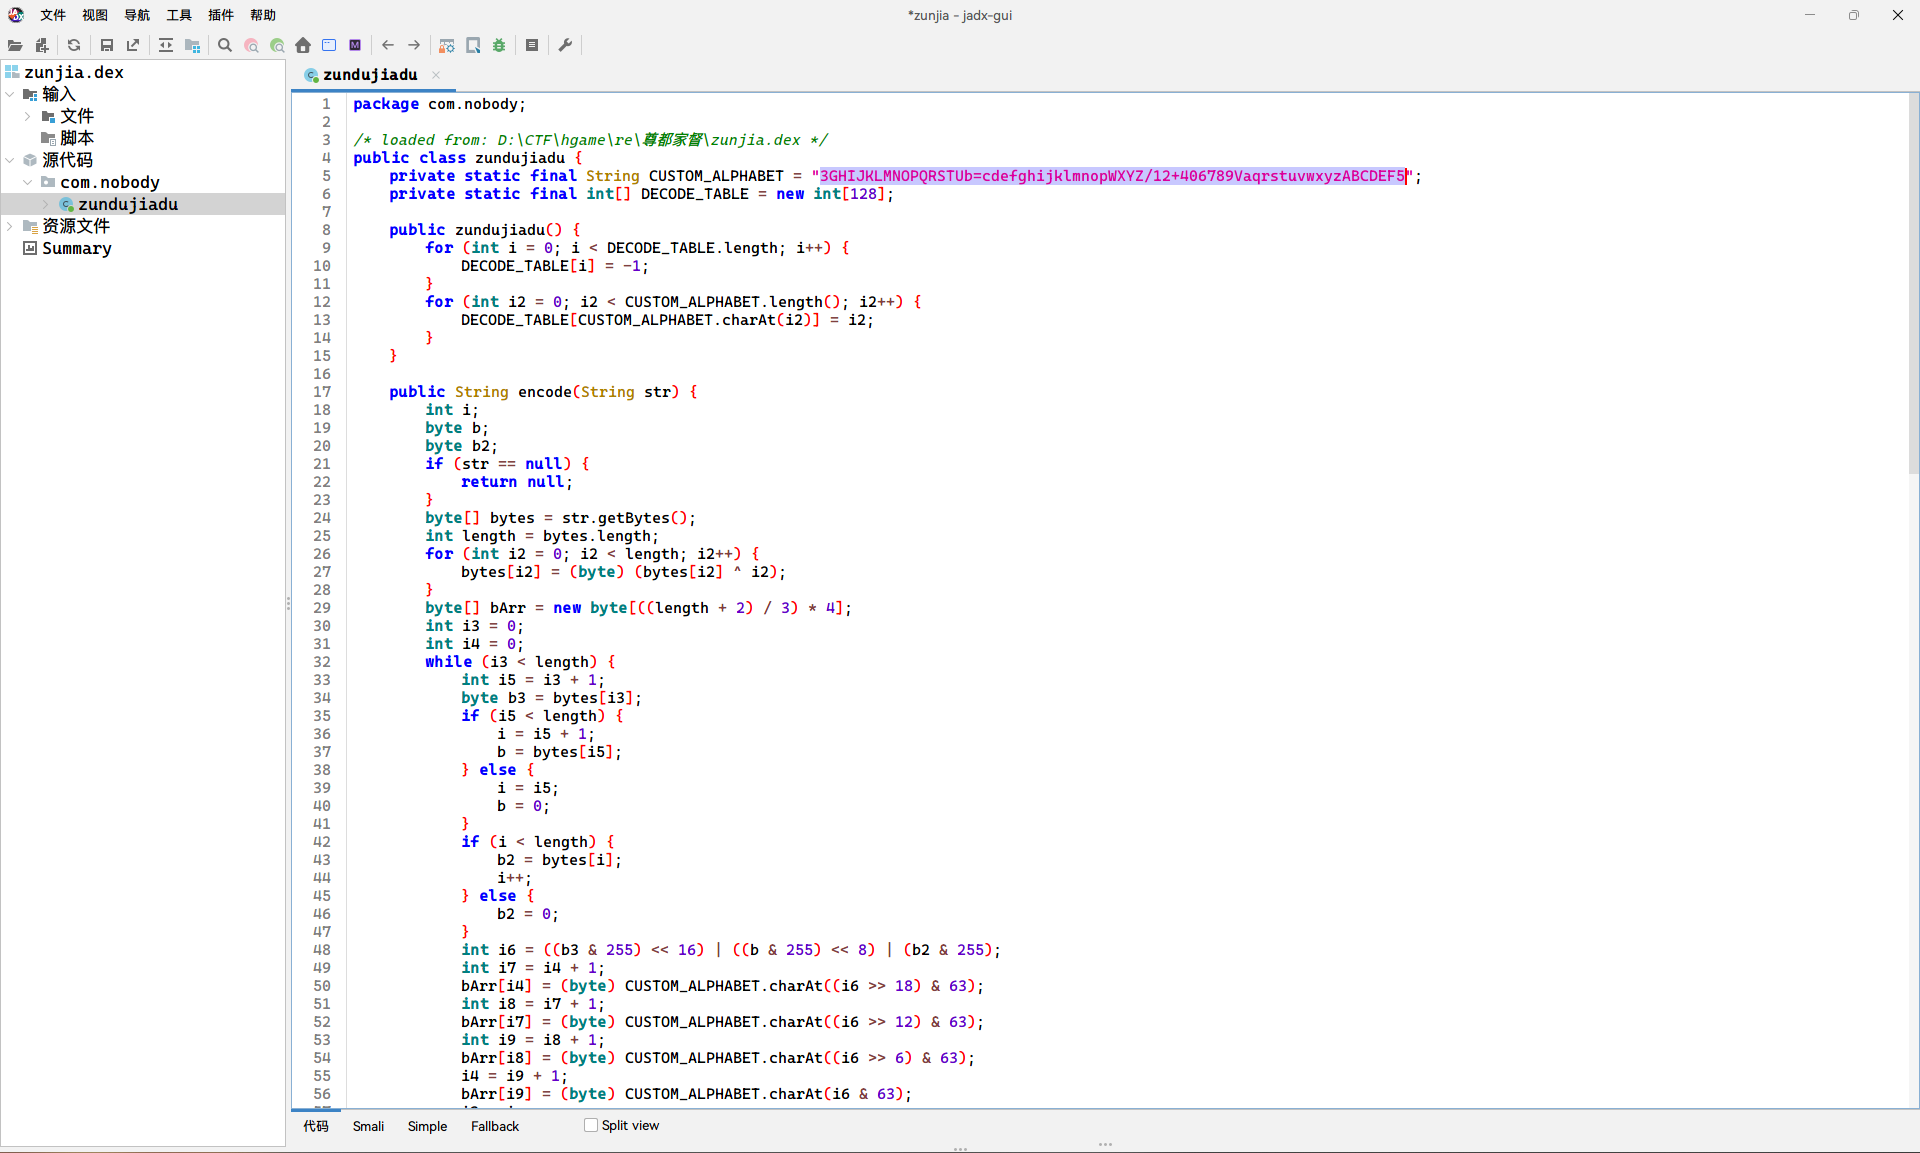 文件 视图 导航 工具 插件 帮助
*zunjia - jadx-gui
zunjia.dex
输入
文件
脚本
源代码
com.nobody
zundujiadu
资源文件
Summary
zundujiadu
1 package com.nobody;
2
3 /* loaded from: D:\CTF\hgame\re\尊都家督\zunjia.dex */
4 public class zundujiadu {
5 private static final String CUSTOM_ALPHABET = "3GHIJKLMNOPQRSTUb=cdefghijklmnopWXYZ/12+406789VaqrstuvwxyzABCDEF5";
6 private static final int[] DECODE_TABLE = new int[128];
7
8 public zundujiadu() {
9 for (int i = 0; i < DECODE_TABLE.length; i++) {
10 DECODE_TABLE[i] = -1;
11 }
12 for (int i2 = 0; i2 < CUSTOM_ALPHABET.length(); i2++) {
13 DECODE_TABLE[CUSTOM_ALPHABET.charAt(i2)] = i2;
14 }
15 }
16
17 public String encode(String str) {
18 int i;
19 byte b;
20 byte b2;
21 if (str == null) {
22 return null;
23 }
24 byte[] bytes = str.getBytes();
25 int length = bytes.length;
26 for (int i2 = 0; i2 < length; i2++) {
27 bytes[i2] = (byte) (bytes[i2] ^ i2);
28 }
29 byte[] bArr = new byte[((length + 2) / 3) * 4];
30 int i3 = 0;
31 int i4 = 0;
32 while (i3 < length) {
33 int i5 = i3 + 1;
34 byte b3 = bytes[i3];
35 if (i5 < length) {
36 i = i5 + 1;
37 b = bytes[i5];
38 } else {
39 i = i5;
40 b = 0;
41 }
42 if (i < length) {
43 b2 = bytes[i];
44 i++;
45 } else {
46 b2 = 0;
47 }
48 int i6 = ((b3 & 255) << 16) | ((b & 255) << 8) | (b2 & 255);
49 int i7 = i4 + 1;
50 bArr[i4] = (byte) CUSTOM_ALPHABET.charAt((i6 >> 18) & 63);
51 int i8 = i7 + 1;
52 bArr[i7] = (byte) CUSTOM_ALPHABET.charAt((i6 >> 12) & 63);
53 int i9 = i8 + 1;
54 bArr[i8] = (byte) CUSTOM_ALPHABET.charAt((i6 >> 6) & 63);
55 i4 = i9 + 1;
56 bArr[i9] = (byte) CUSTOM_ALPHABET.charAt(i6 & 63);
代码 Smali Simple Fallback Split view